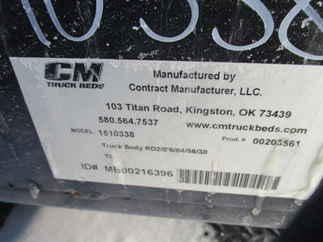 10338
CM
TRUCK BEDS
Manufactured by
Contract Manufacturer, LLC.
103 Titan Road, Kingston, OK 73439
580.564.7537 www.cmtruckbeds.com
MODEL: 1510338 Prod.# 00203561
Truck Body RD2/8'6/84/56/38
ID# MB00216396